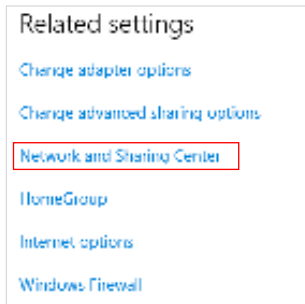 Related settings
Change adapter options
Change advanced sharing options
Network and Sharing Center
HomeGroup
Internet options
Windows Firewall